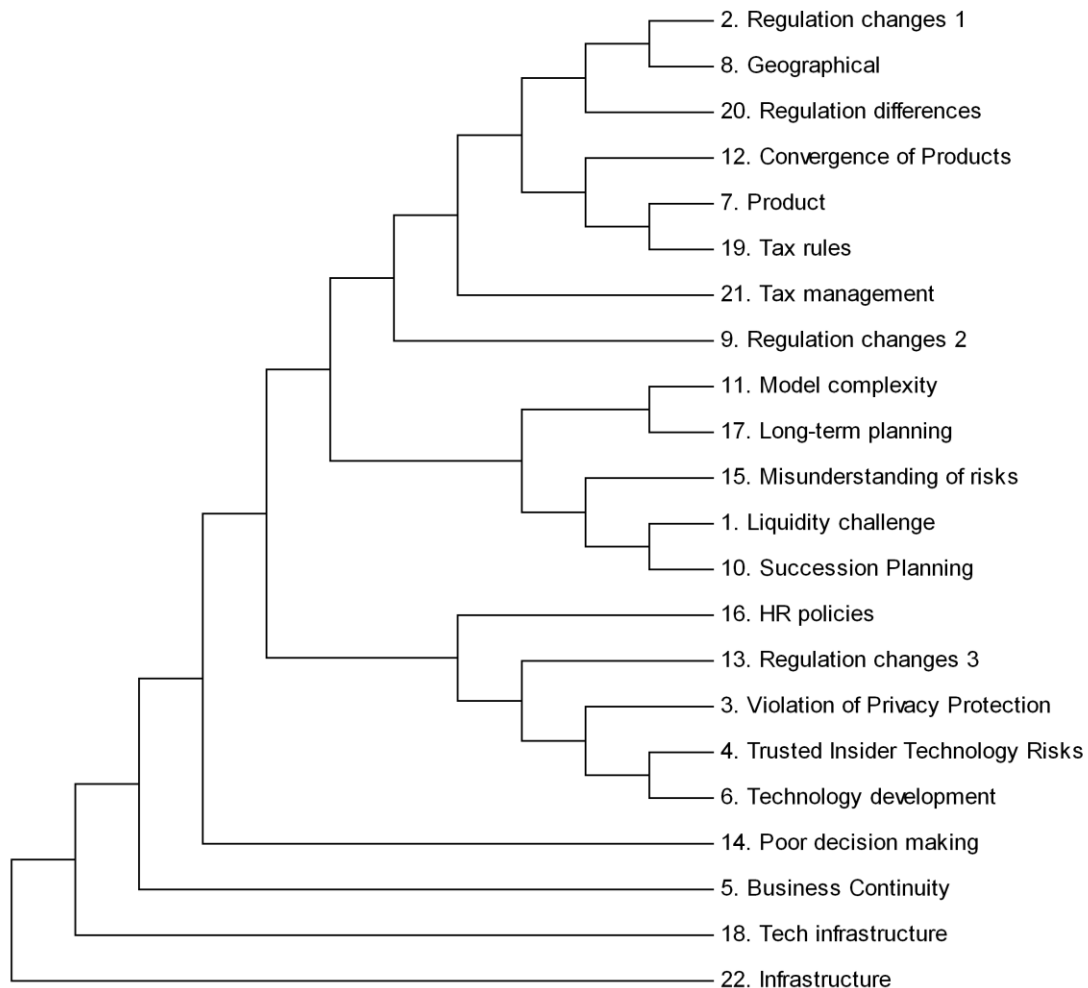 2. Regulation changes 1
8. Geographical
20. Regulation differences
12. Convergence of Products
7. Product
19. Tax rules
21. Tax management
9. Regulation changes 2
11. Model complexity
17. Long-term planning
15. Misunderstanding of risks
1. Liquidity challenge
10. Succession Planning
16. HR policies
13. Regulation changes 3
3. Violation of Privacy Protection
4. Trusted Insider Technology Risks
6. Technology development
14. Poor decision making
5. Business Continuity
18. Tech infrastructure
22. Infrastructure